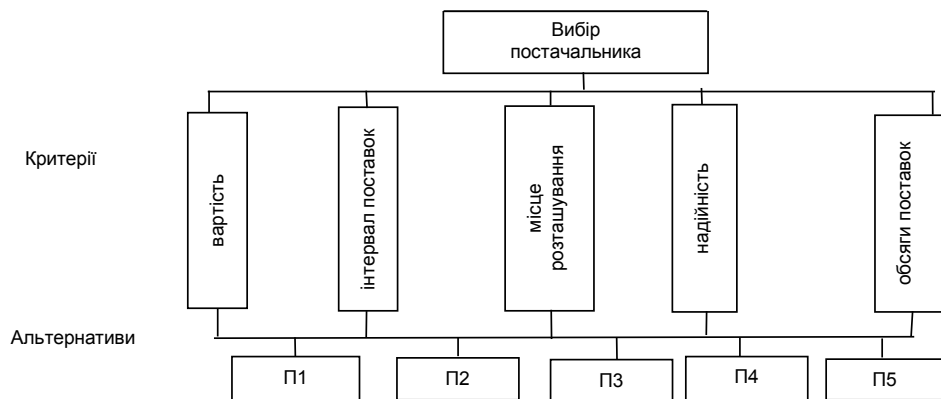 Вибір
постачальника
Критерії
вартість
інтервал поставок
місце
розташування
надійність
обсяги поставок
Альтернативи
П1
П2
П3
П4
П5